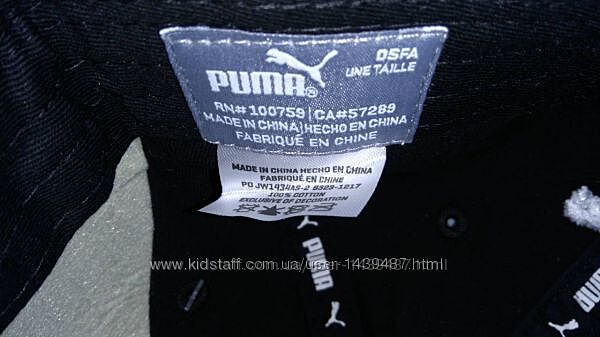 PUMA®
OSFA
UNE TAILLE
RN# 100759 | CA#57289
MADE IN CHINA | HECHO EN CHINA
FABRIQUÉ EN CHINE
MADE IN CHINA HECHO EN CHINA
FABRIQUÉ EN CHINE
100% COTTON
EXCLUSIVE OF DECORATION
www.kidstaff.com.ua/user-1439487.html
PUMA
PUMA